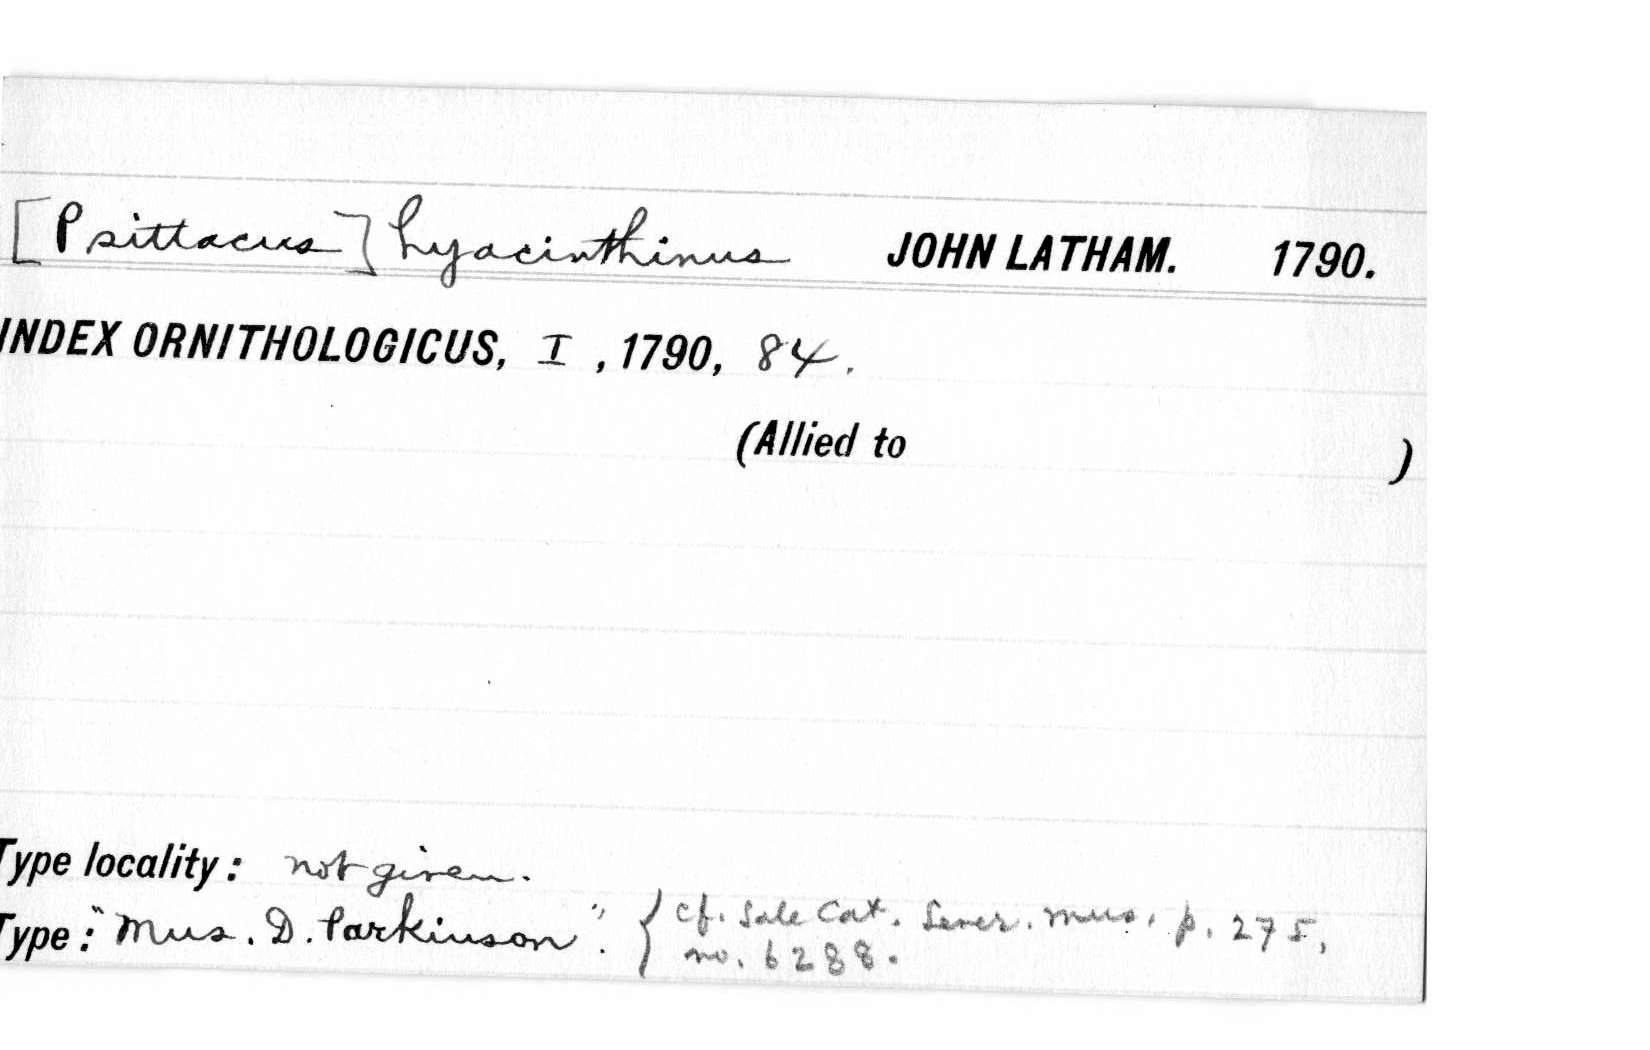 [Psittacus] hyacinthinus JOHN LATHAM. 1790.
INDEX ORNITHOLOGICUS, I , 1790, 84.
(Allied to )
Type locality: not given.
Type: "Mus. D. Parkinson". { cf. Sale Cat. Lever. Mus., p. 275,
no. 6288.